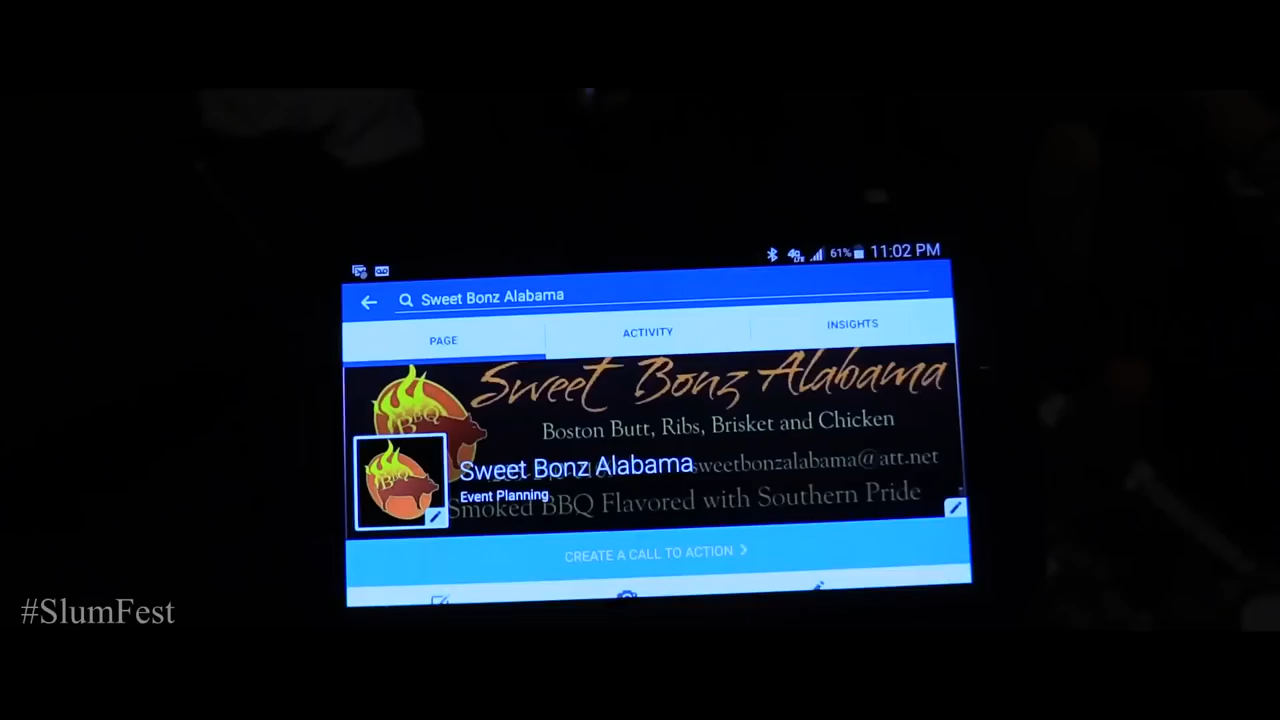 61% 11:02 PM
Sweet Bonz Alabama
PAGE ACTIVITY INSIGHTS
Sweet Bonz Alabama
BBQ
Boston Butt, Ribs, Brisket and Chicken
sweetbonzalabama@att.net
Sweet Bonz Alabama
BBQ
Event Planning
Smoked BBQ Flavored with Southern Pride
CREATE A CALL TO ACTION
#SlumFest